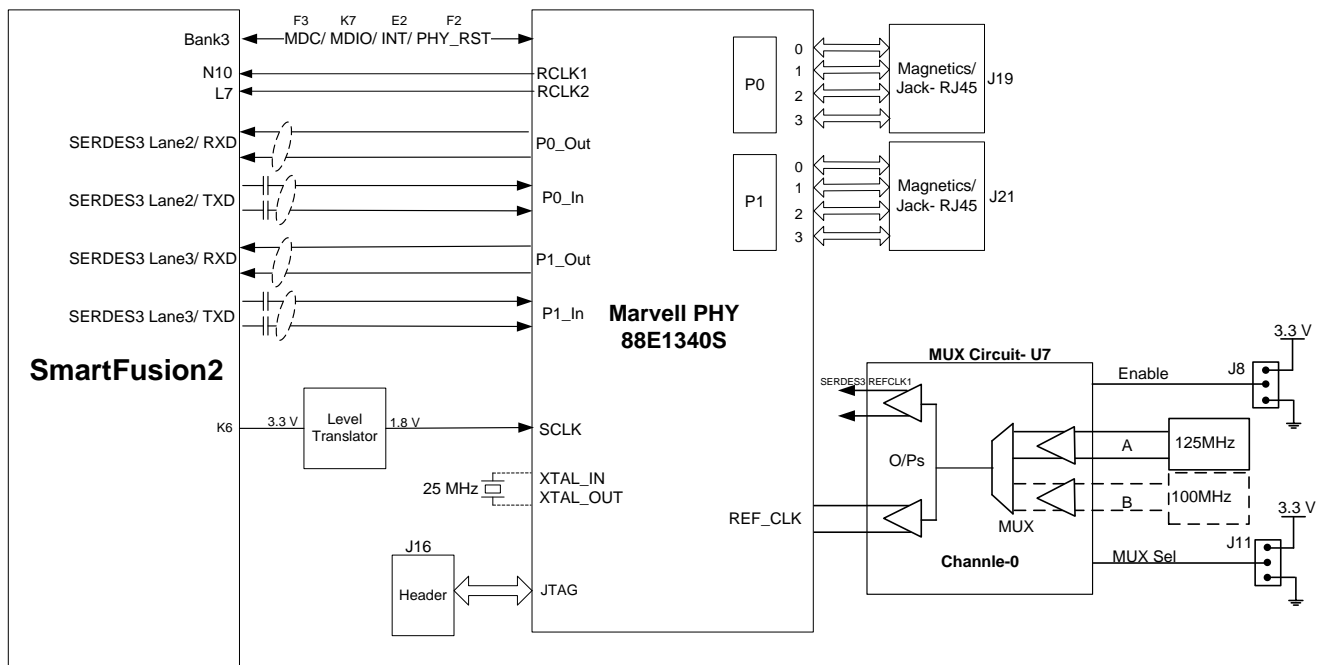 F3 K7 E2 F2
Bank3 MDC/ MDIO/ INT/ PHY_RST
N10 RCLK1
L7 RCLK2
SERDES3 Lane2/ RXD P0_Out
SERDES3 Lane2/ TXD P0_In
SERDES3 Lane3/ RXD P1_Out
SERDES3 Lane3/ TXD P1_In
SmartFusion2
Marvell PHY
88E1340S
K6 3.3 V
Level
Translator
1.8 V SCLK
25 MHz
XTAL_IN
XTAL_OUT
J16
Header
JTAG
P0
0
1
2
3
Magnetics/
Jack- RJ45
J19
P1
0
1
2
3
Magnetics/
Jack- RJ45
J21
REF_CLK
MUX Circuit- U7
SERDES3 REFCLK1
O/Ps
MUX
Channle-0
Enable
J8
3.3 V
A
125MHz
B
100MHz
MUX Sel
J11
3.3 V